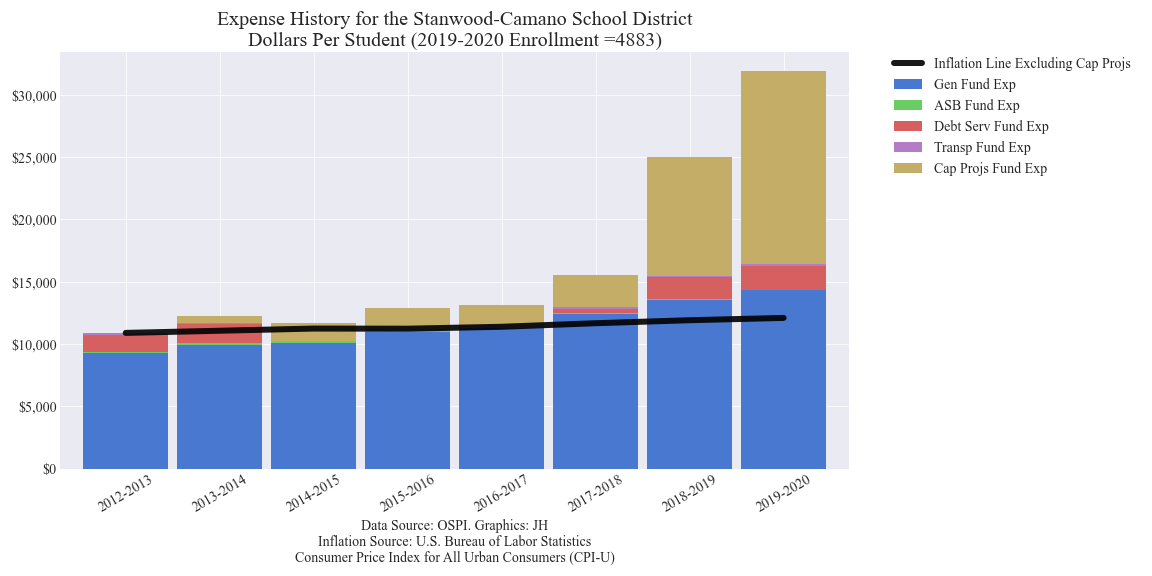 Expense History for the Stanwood-Camano School District
Dollars Per Student (2019-2020 Enrollment =4883)
Inflation Line Excluding Cap Projs
Gen Fund Exp
ASB Fund Exp
Debt Serv Fund Exp
Transp Fund Exp
Cap Projs Fund Exp
$30,000
$25,000
$20,000
$15,000
$10,000
$5,000
$0
2012-2013
2013-2014
2014-2015
2015-2016
2016-2017
2017-2018
2018-2019
2019-2020
Data Source: OSPI. Graphics: JH
Inflation Source: U.S. Bureau of Labor Statistics
Consumer Price Index for All Urban Consumers (CPI-U)